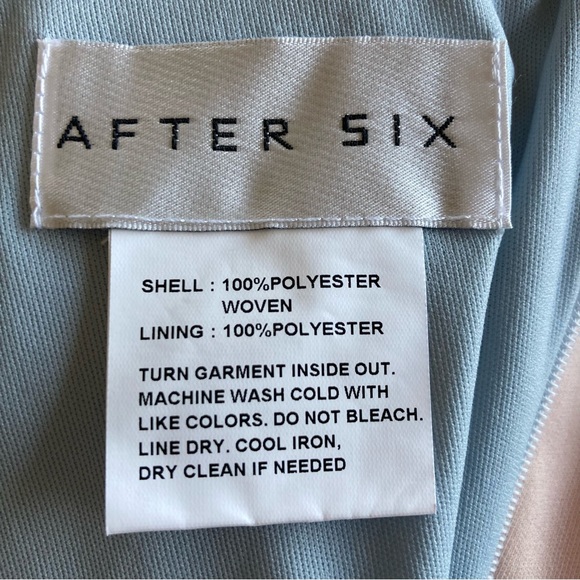 AFTER SIX
SHELL : 100%POLYESTER
WOVEN
LINING : 100%POLYESTER
TURN GARMENT INSIDE OUT.
MACHINE WASH COLD WITH
LIKE COLORS. DO NOT BLEACH.
LINE DRY. COOL IRON,
DRY CLEAN IF NEEDED